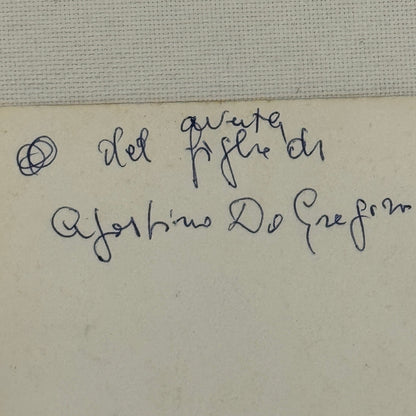 avuta
del figlio di
Agostino De Gregorio